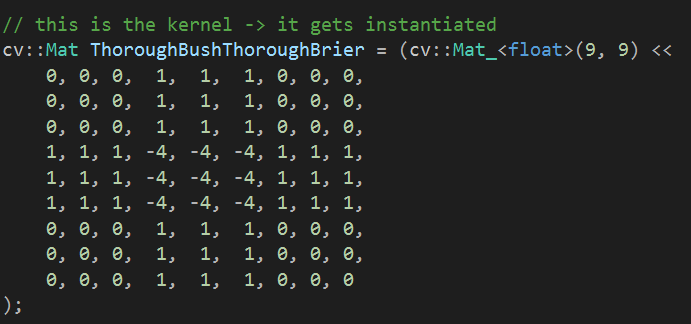 // this is the kernel -> it gets instantiated
cv::Mat ThoroughBushThoroughBrier = (cv::Mat_<float>(9, 9) <<
    0, 0, 0,  1,  1,  1, 0, 0, 0,
    0, 0, 0,  1,  1,  1, 0, 0, 0,
    0, 0, 0,  1,  1,  1, 0, 0, 0,
    1, 1, 1, -4, -4, -4, 1, 1, 1,
    1, 1, 1, -4, -4, -4, 1, 1, 1,
    1, 1, 1, -4, -4, -4, 1, 1, 1,
    0, 0, 0,  1,  1,  1, 0, 0, 0,
    0, 0, 0,  1,  1,  1, 0, 0, 0,
    0, 0, 0,  1,  1,  1, 0, 0, 0
);